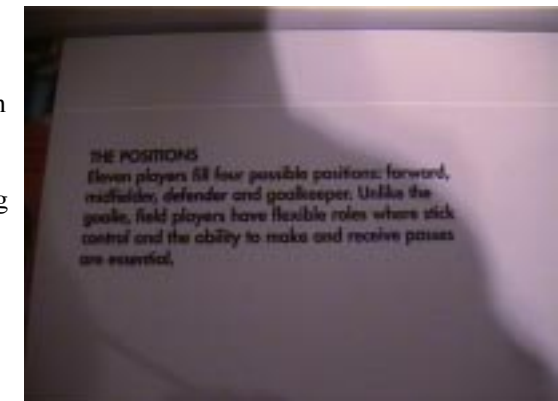 THE POSITIONS
Eleven players fill four possible positions: forward,
midfielder, defender and goalkeeper. Unlike the
goalie, field players have flexible roles where stick
control and the ability to make and receive passes
are essential.